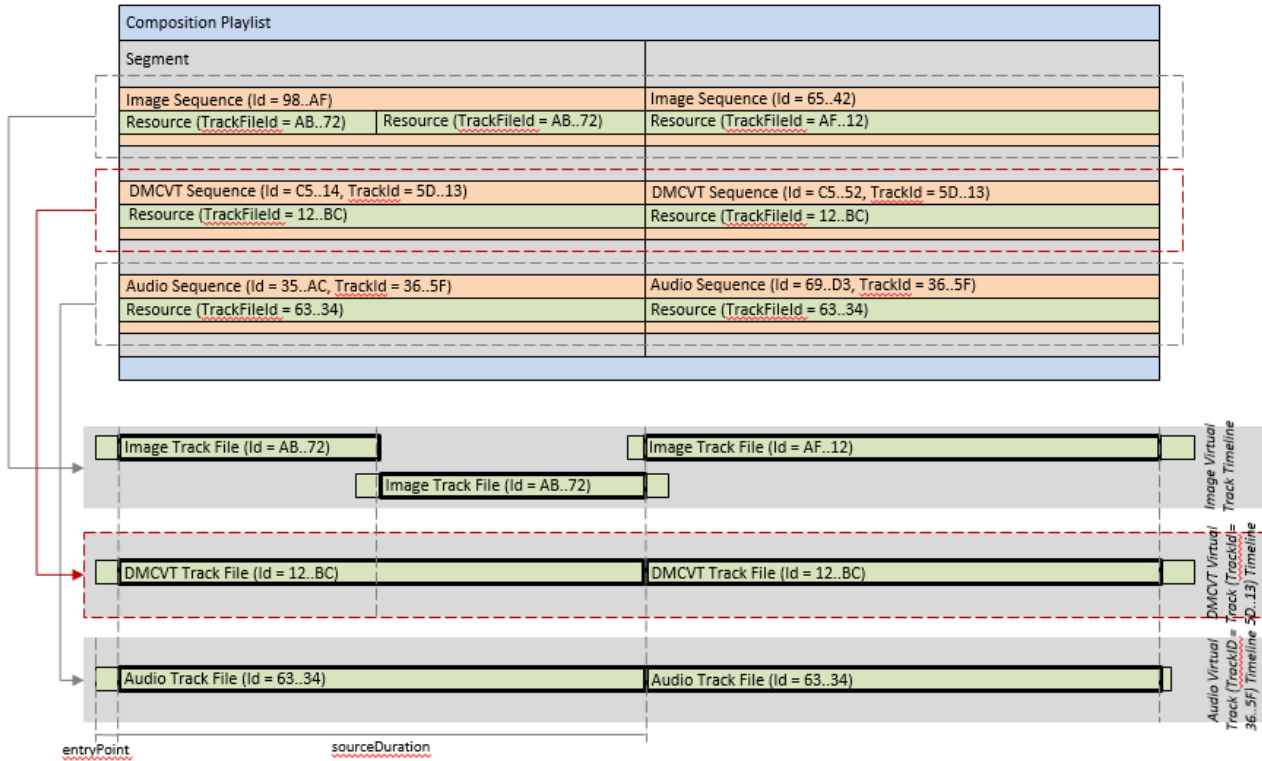 Composition Playlist
Segment
Image Sequence (Id = 98..AF)
Image Sequence (Id = 65..42)
Resource (TrackFileId = AB..72)
Resource (TrackFileId = AB..72)
Resource (TrackFileId = AF..12)
DMCVT Sequence (Id = C5..14, TrackId = 5D..13)
DMCVT Sequence (Id = C5..52, TrackId = 5D..13)
Resource (TrackFileId = 12..BC)
Resource (TrackFileId = 12..BC)
Audio Sequence (Id = 35..AC, TrackId = 36..5F)
Audio Sequence (Id = 69..D3, TrackId = 36..5F)
Resource (TrackFileId = 63..34)
Resource (TrackFileId = 63..34)
Image Track File (Id = AB..72)
Image Track File (Id = AF..12)
Image Track File (Id = AB..72)
Image Virtual
Track Timeline
DMCVT Track File (Id = 12..BC)
DMCVT Track File (Id = 12..BC)
DMCVT Virtual
Track (TrackId =
5D..13) Timeline
Audio Track File (Id = 63..34)
Audio Track File (Id = 63..34)
Audio Virtual
Track (TrackID =
36..5F) Timeline
entryPoint
sourceDuration